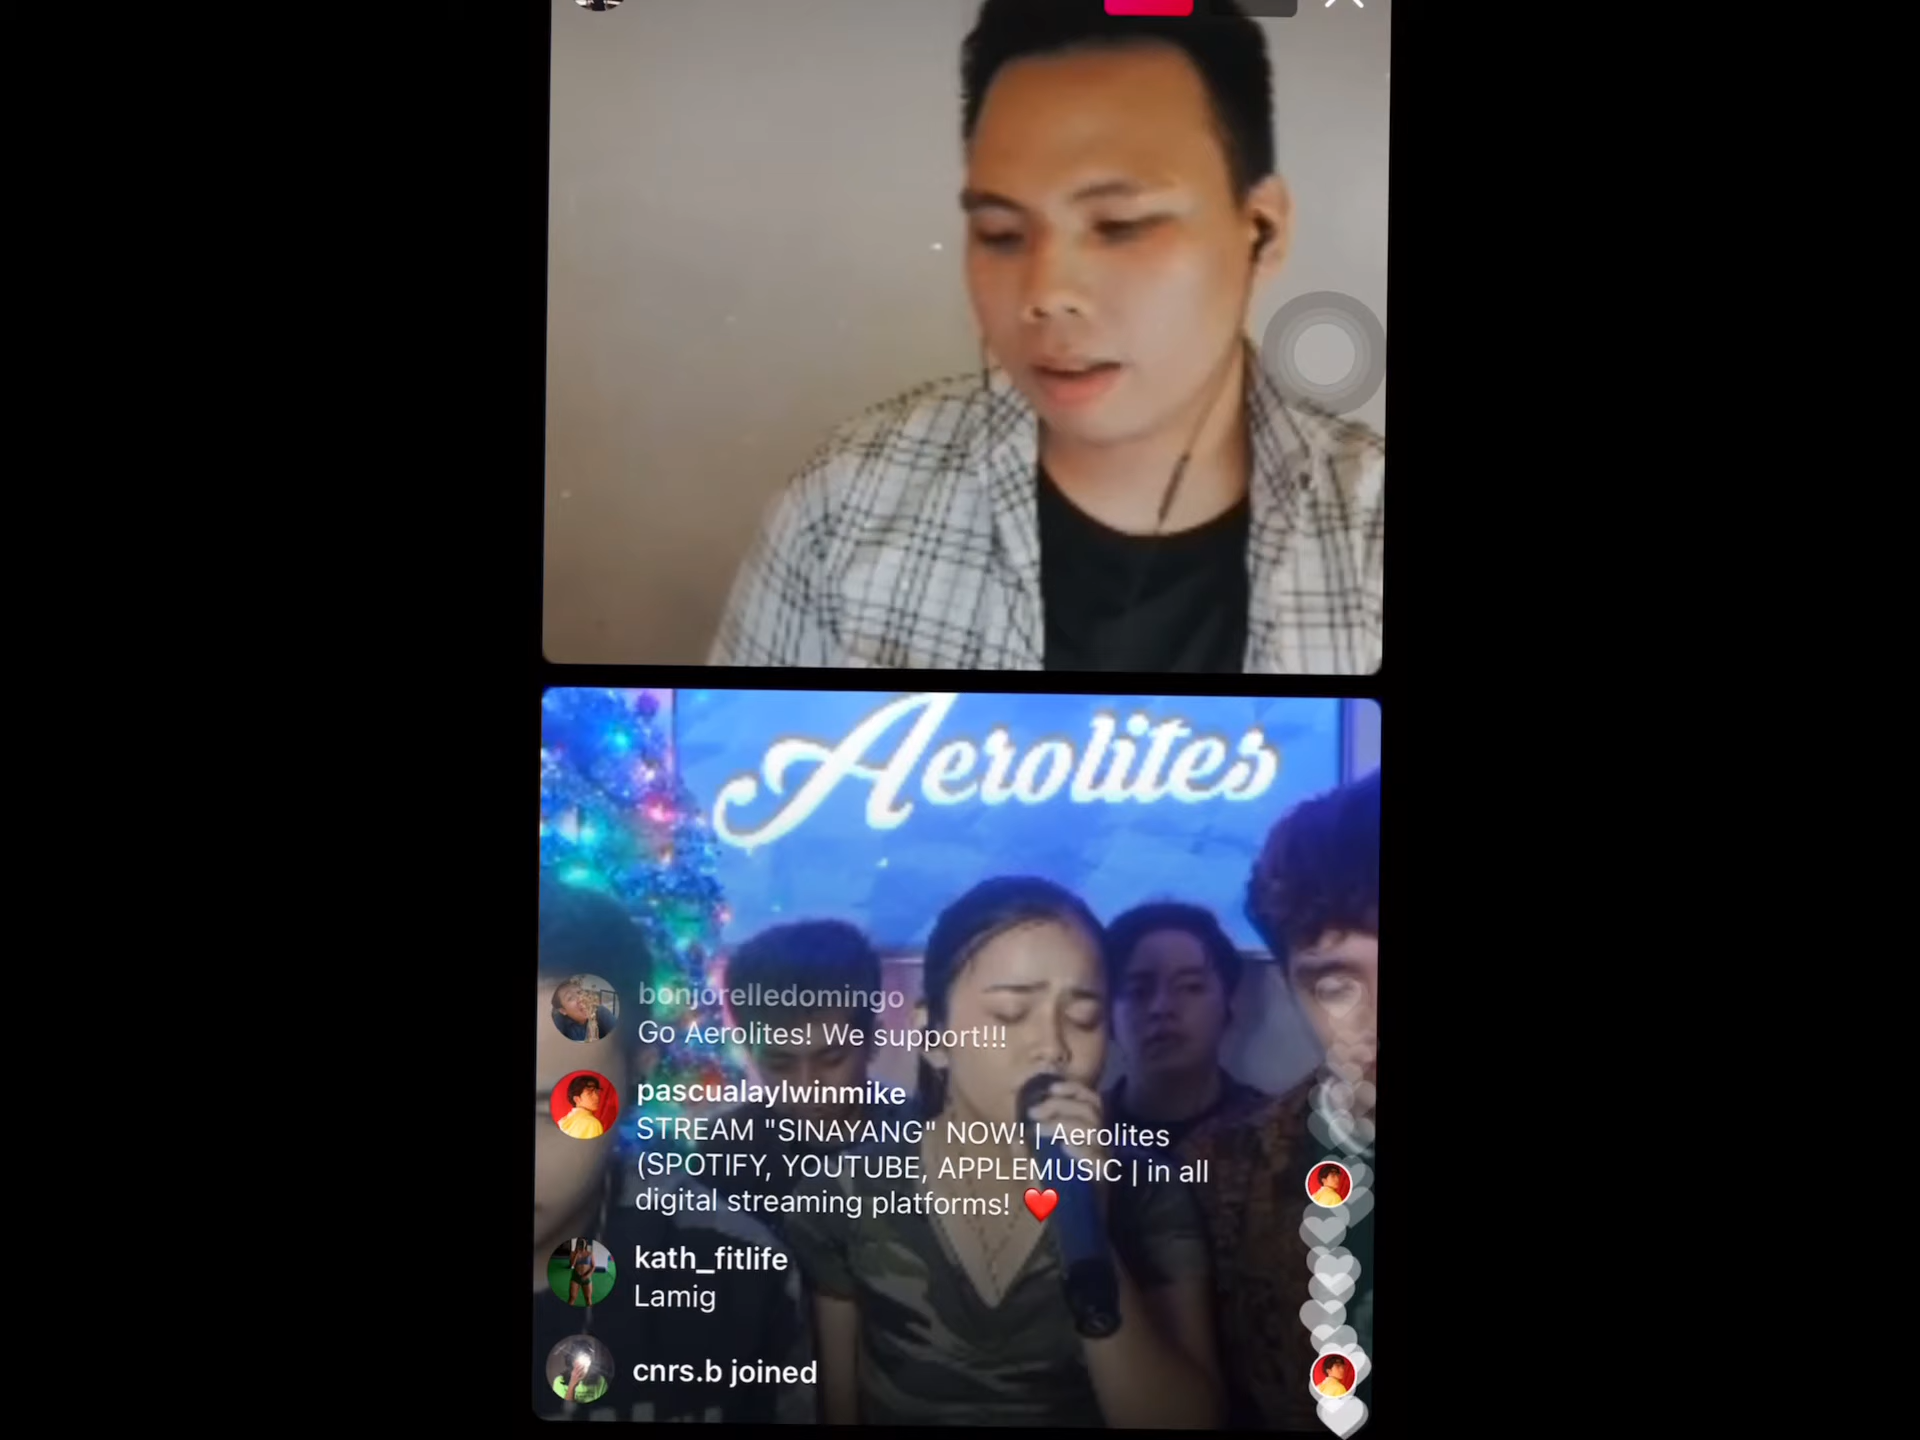 Aerolites
bonjorelledomingo
Go Aerolites! We support!!!
pascualaylwinmike
STREAM "SINAYANG" NOW! | Aerolites
(SPOTIFY, YOUTUBE, APPLEMUSIC | in all
digital streaming platforms! ❤️
kath_fitlife
Lamig
cnrs.b joined